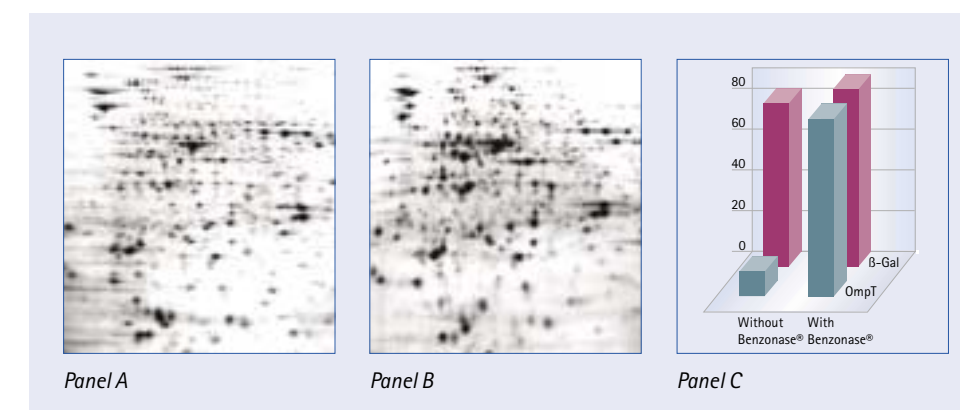 80
60
40
20
0
ß-Gal
OmpT
Without With
Benzonase® Benzonase®
Panel A Panel B Panel C